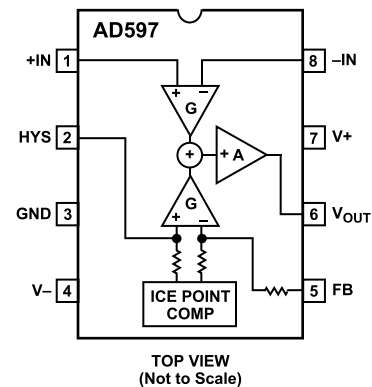 AD597
+IN 1
8 –IN
+ –
G
HYS 2
7 V+
+
+ A
GND 3
G
+ –
6 VOUT
V– 4
ICE POINT
COMP
5 FB
TOP VIEW
(Not to Scale)